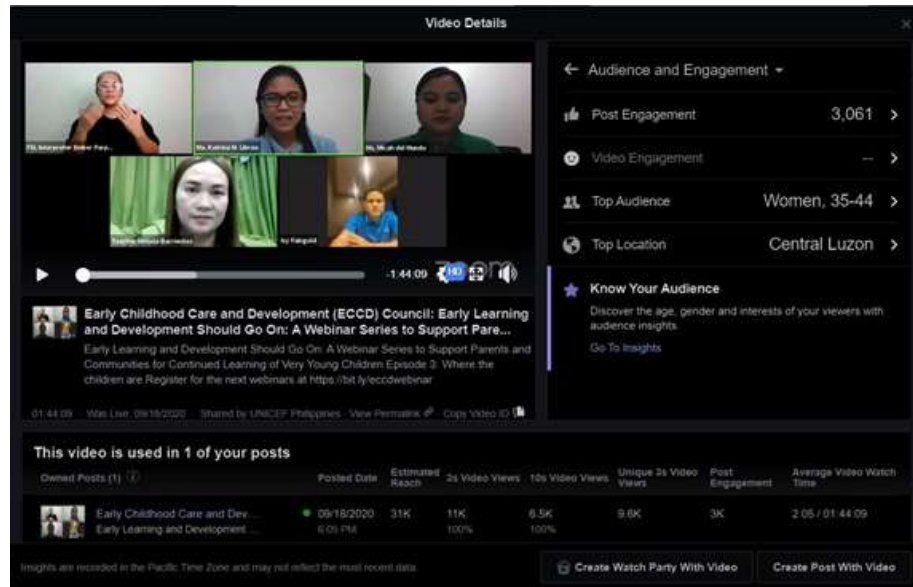 Video Details
Audience and Engagement
Post Engagement 3,061
Video Engagement --
Top Audience Women, 35-44
Top Location Central Luzon
Know Your Audience
Discover the age, gender and interests of your viewers with
audience insights.
Go To Insights
-1:44:09
HD
zoom
Early Childhood Care and Development (ECCD) Council: Early Learning
and Development Should Go On: A Webinar Series to Support Pare...
Early Learning and Development Should Go On: A Webinar Series to Support Parents and
Communities for Continued Learning of Very Young Children Episode 3: Where the
children are Register for the next webinars at https://bit.ly/eccdwebinar
01:44:09 Was Live: 09/18/2020 Shared by UNICEF Philippines View Permalink Copy Video ID
This video is used in 1 of your posts
Owned Posts (1) Posted Date Estimated Reach 3s Video Views 10s Video Views Unique 3s Video Views Post Engagement Average Video Watch Time
Early Childhood Care and Dev... 09/18/2020 31K 11K 6.5K 9.6K 3K 2:05 / 01:44:09
Early Learning and Development ... 6:05 PM 100% 100%
Insights are recorded in the Pacific Time Zone and may not reflect the most recent data.
Create Watch Party With Video
Create Post With Video